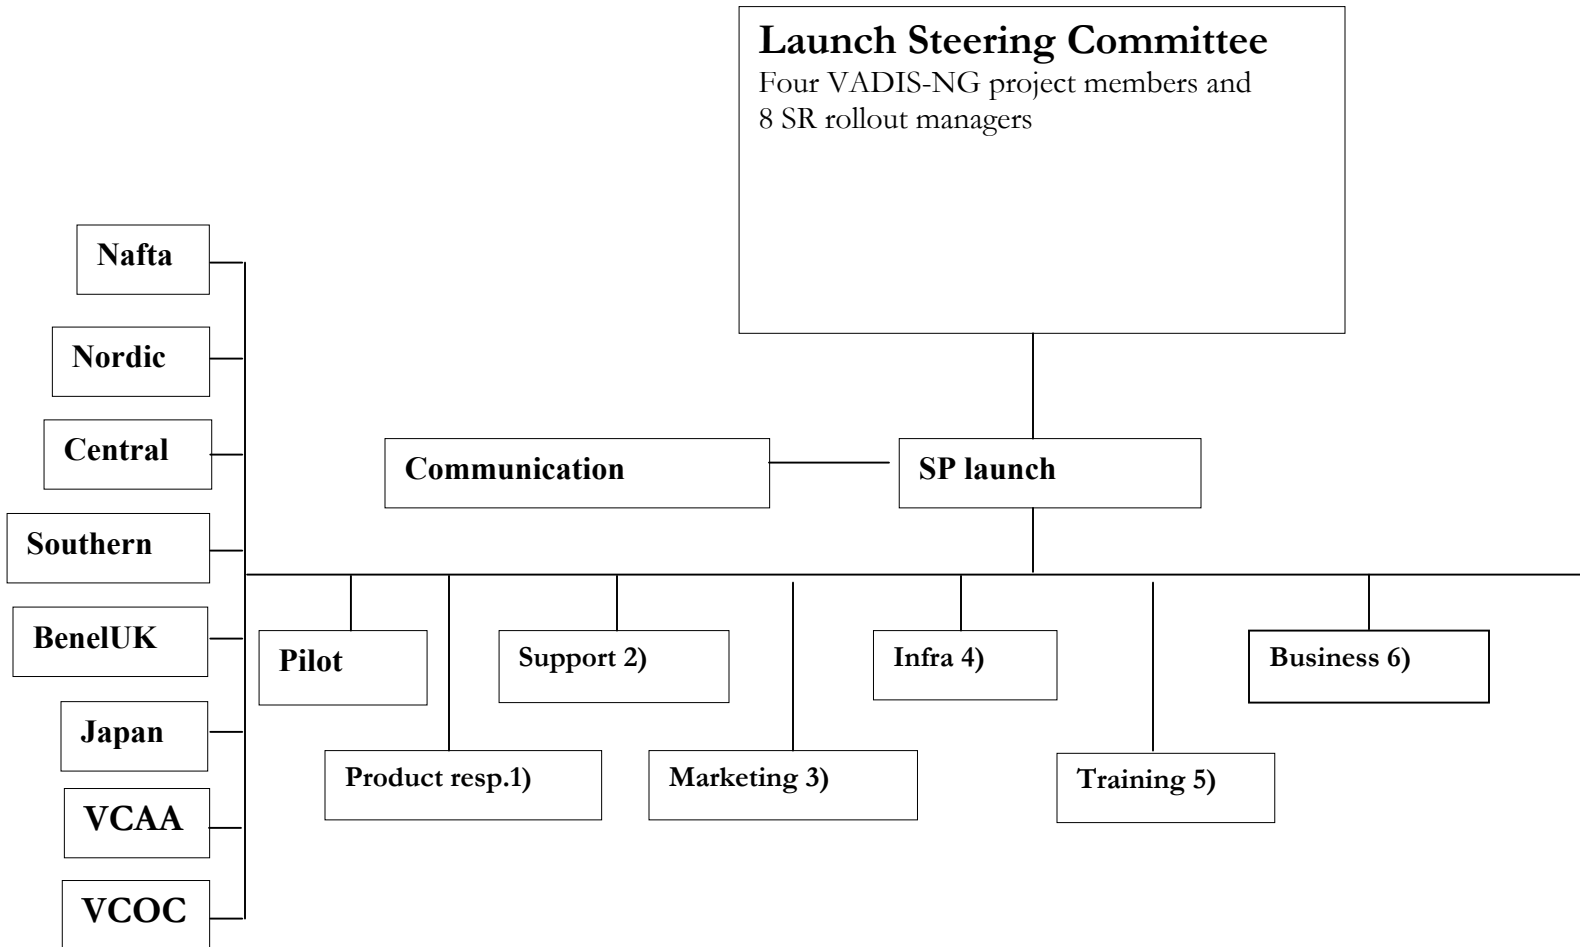 Launch Steering Committee
Four VADIS-NG project members and
8 SR rollout managers
Nafta
Nordic
Central
Southern
BenelUK
Japan
VCAA
VCOC
Communication
SP launch
Pilot
Support 2)
Infra 4)
Business 6)
Product resp.1)
Marketing 3)
Training 5)